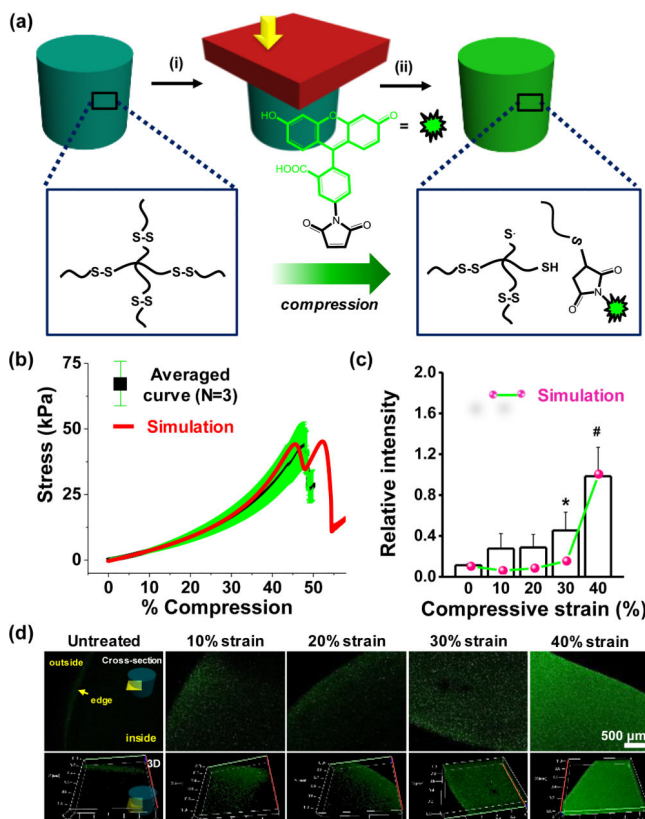 (a)
(i)
(ii)
HO
O
O
=
HOOC
O
N
O
S-S
S-S
S-S
S-S
compression
S·
S-S
SH
S-S
S
O
N
O
(b)
75
50
25
0
Stress (kPa)
Averaged
curve (N=3)
Simulation
0 10 20 30 40 50
% Compression
(c)
2.0
1.6
1.2
0.8
0.4
0.0
Relative intensity
Simulation
*
#
0 10 20 30 40
Compressive strain (%)
(d)
Untreated 10% strain 20% strain 30% strain 40% strain
outside
Cross-section
edge
inside
500 µm
3D